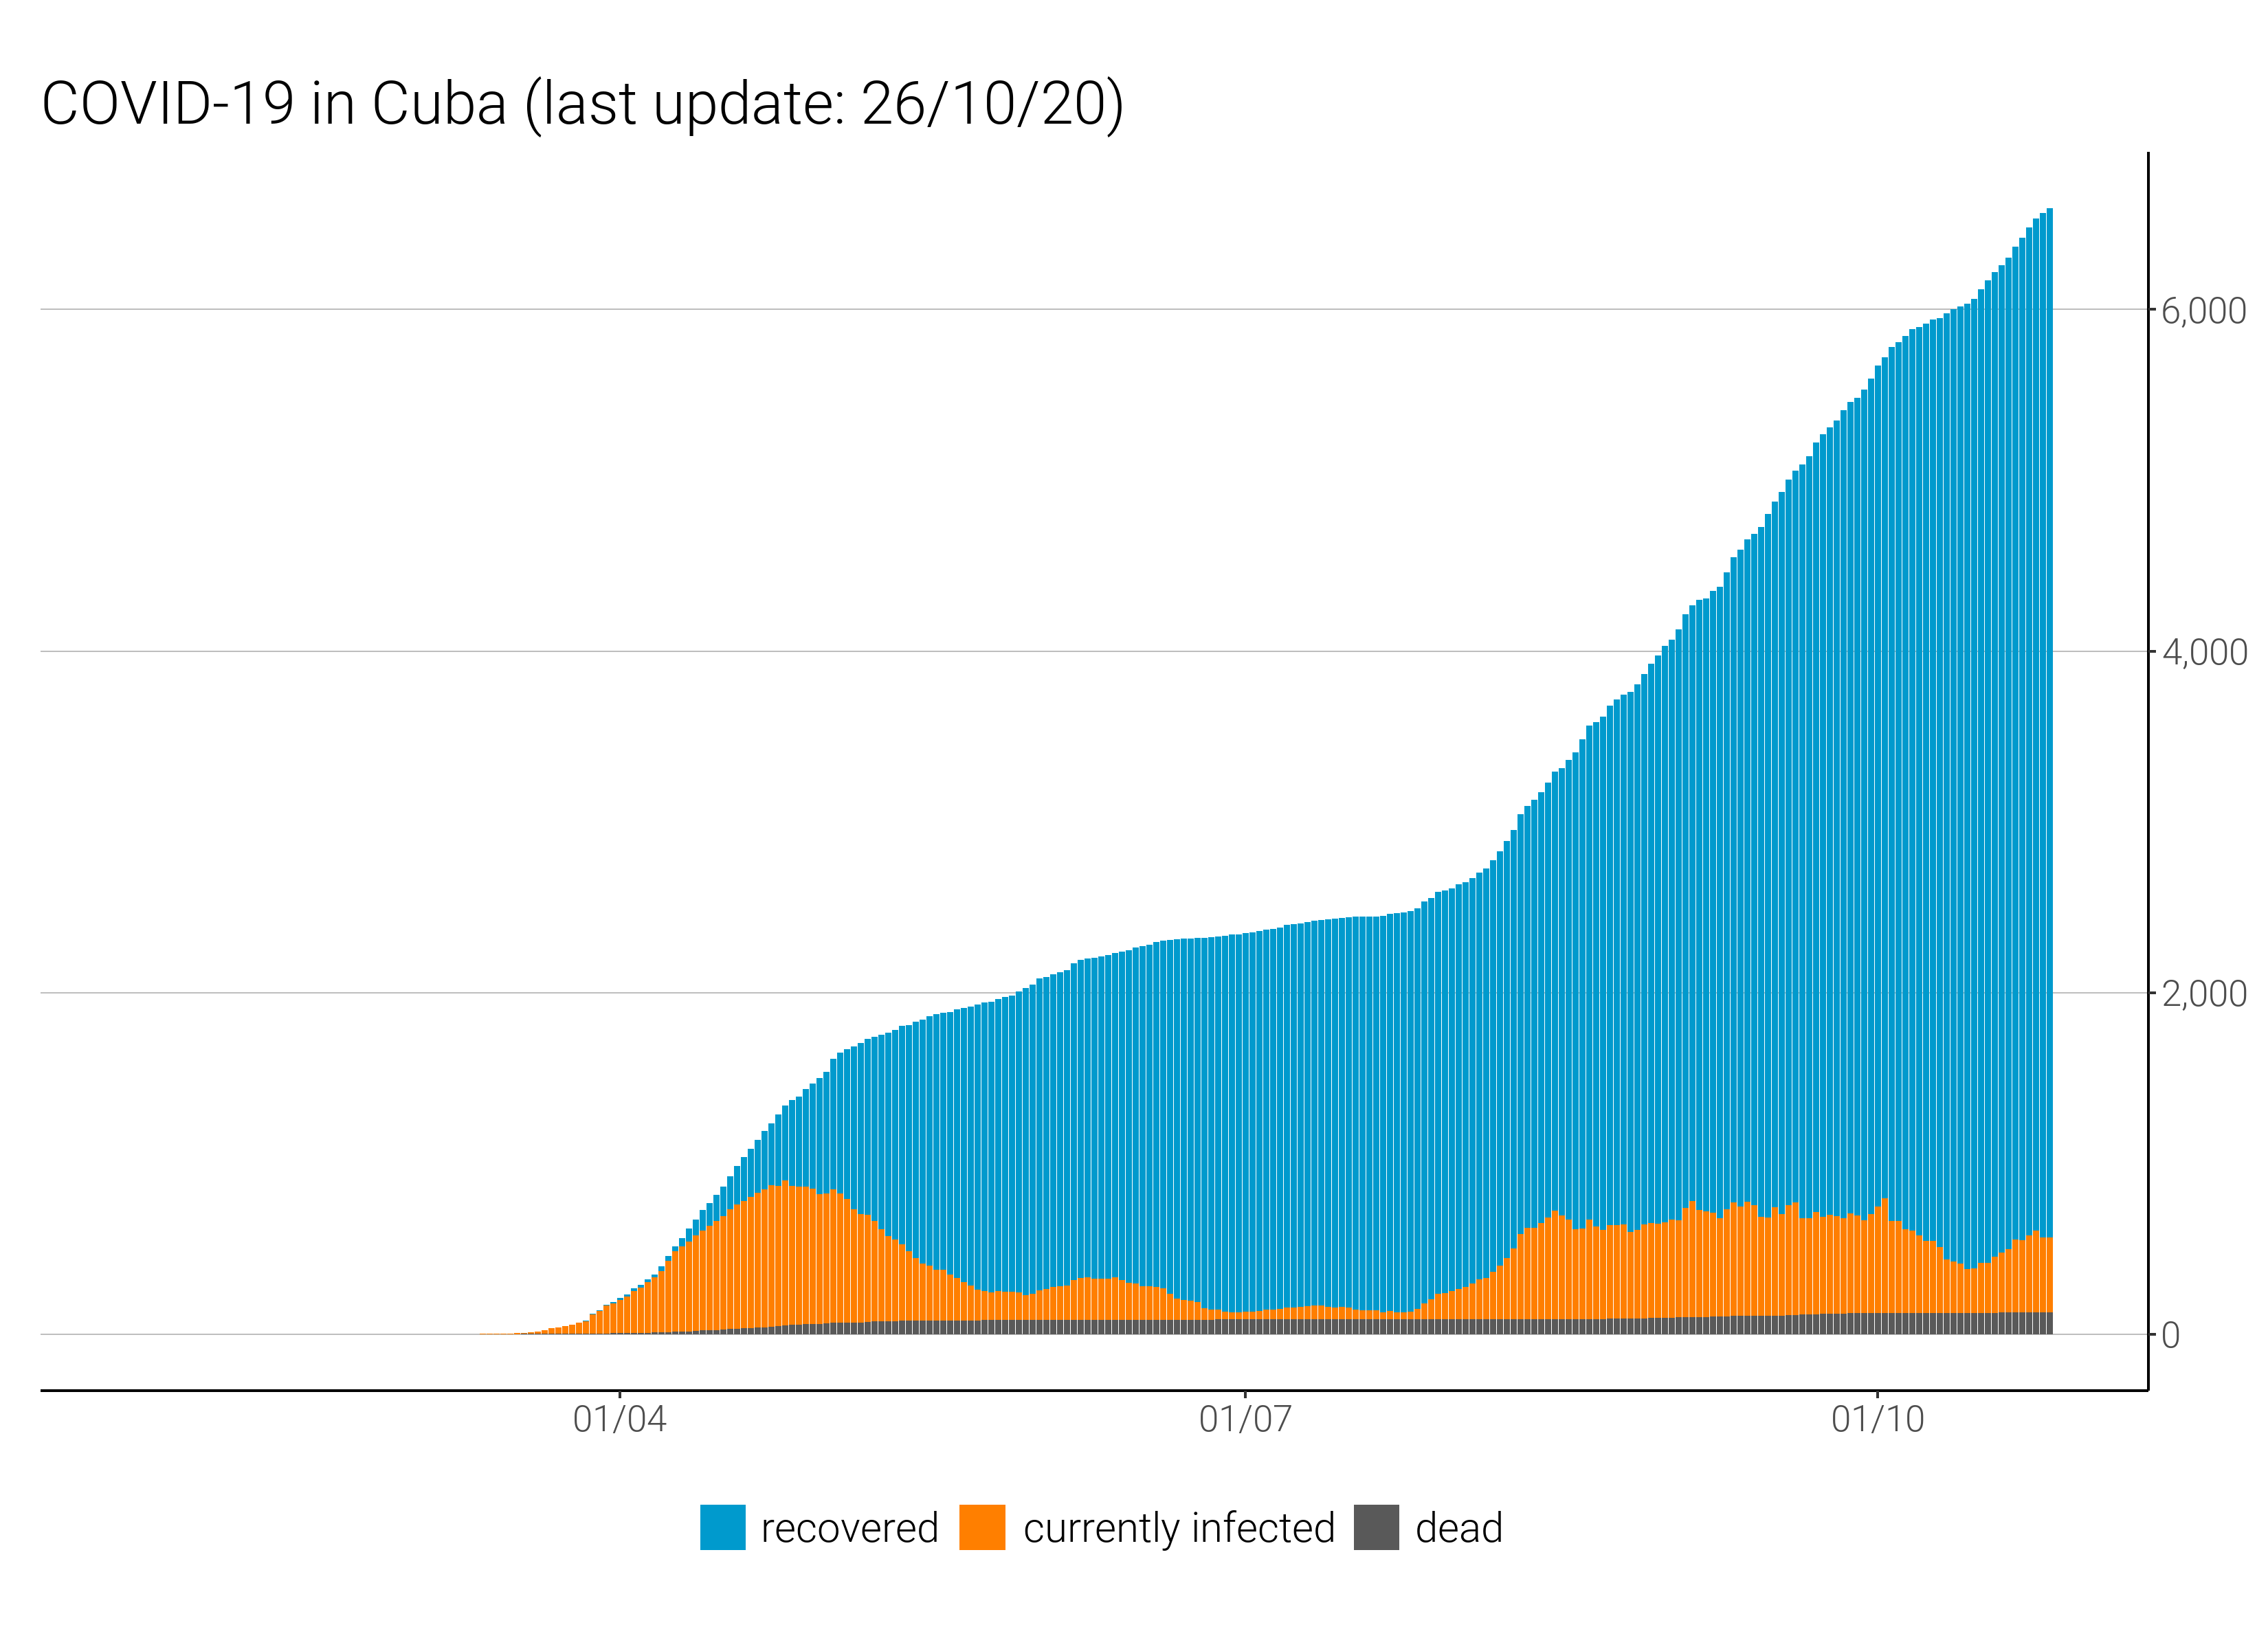 COVID-19 in Cuba (last update: 26/10/20)
6,000
4,000
2,000
0
01/04 01/07 01/10
recovered currently infected dead